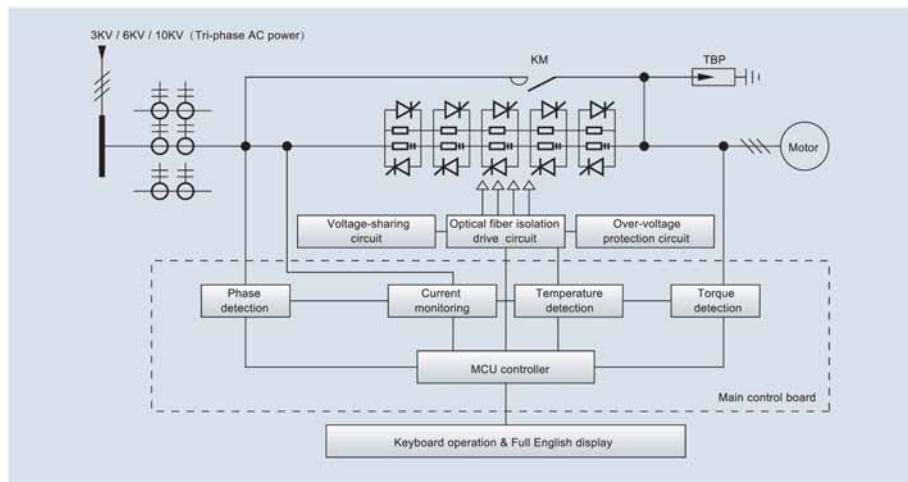 3KV / 6KV / 10KV（Tri-phase AC power）
KM
TBP
Motor
Voltage-sharing
circuit
Optical fiber isolation
drive circuit
Over-voltage
protection circuit
Phase
detection
Current
monitoring
Temperature
detection
Torque
detection
MCU controller
Main control board
Keyboard operation & Full English display